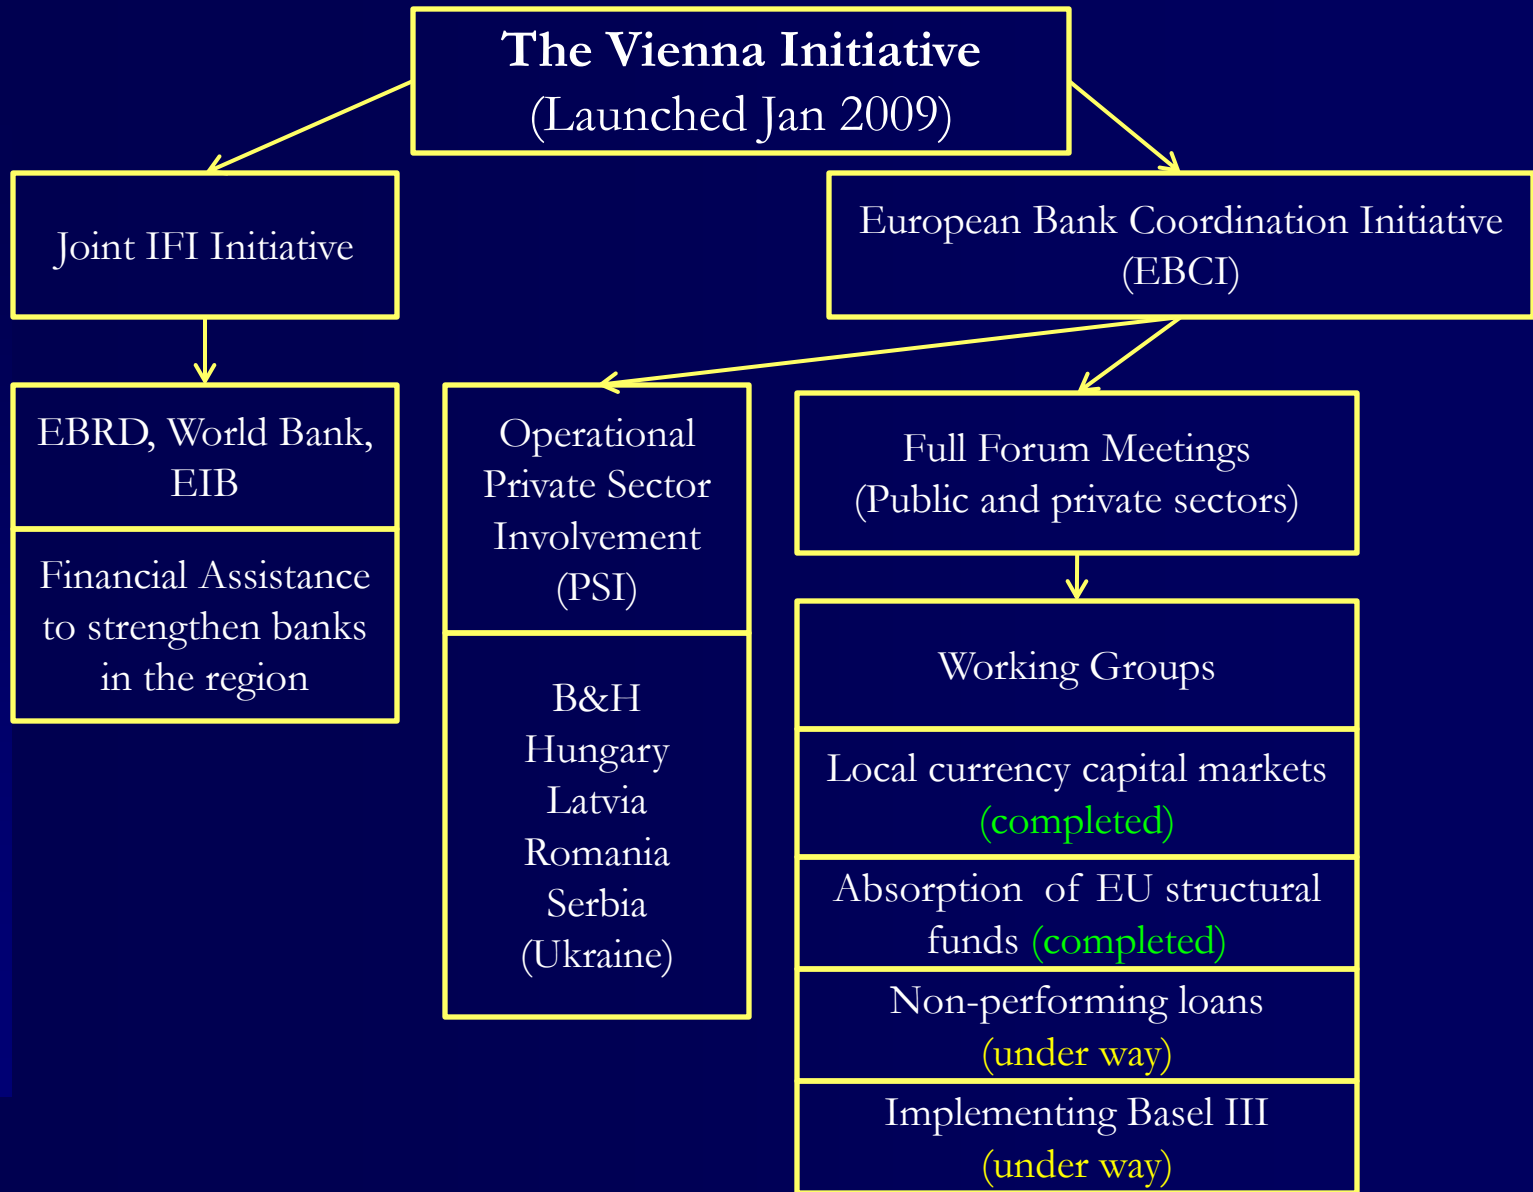 The Vienna Initiative
(Launched Jan 2009)
Joint IFI Initiative
European Bank Coordination Initiative
(EBCI)
EBRD, World Bank,
EIB
Financial Assistance
to strengthen banks
in the region
Operational
Private Sector
Involvement
(PSI)
B&H
Hungary
Latvia
Romania
Serbia
(Ukraine)
Full Forum Meetings
(Public and private sectors)
Working Groups
Local currency capital markets
(completed)
Absorption of EU structural
funds (completed)
Non-performing loans
(under way)
Implementing Basel III
(under way)